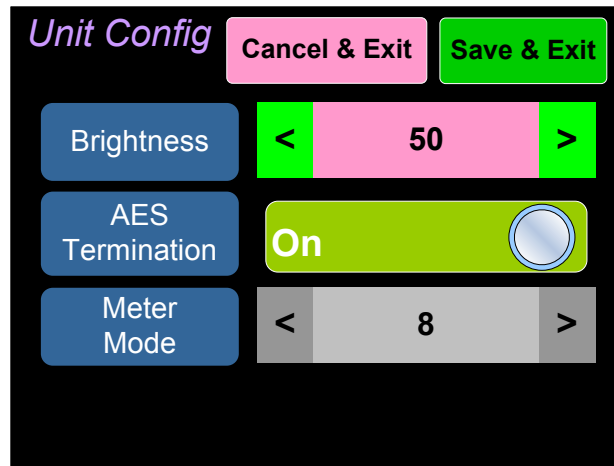 Unit Config
Cancel & Exit
Save & Exit
Brightness
< 50 >
AES
Termination
On
Meter
Mode
< 8 >